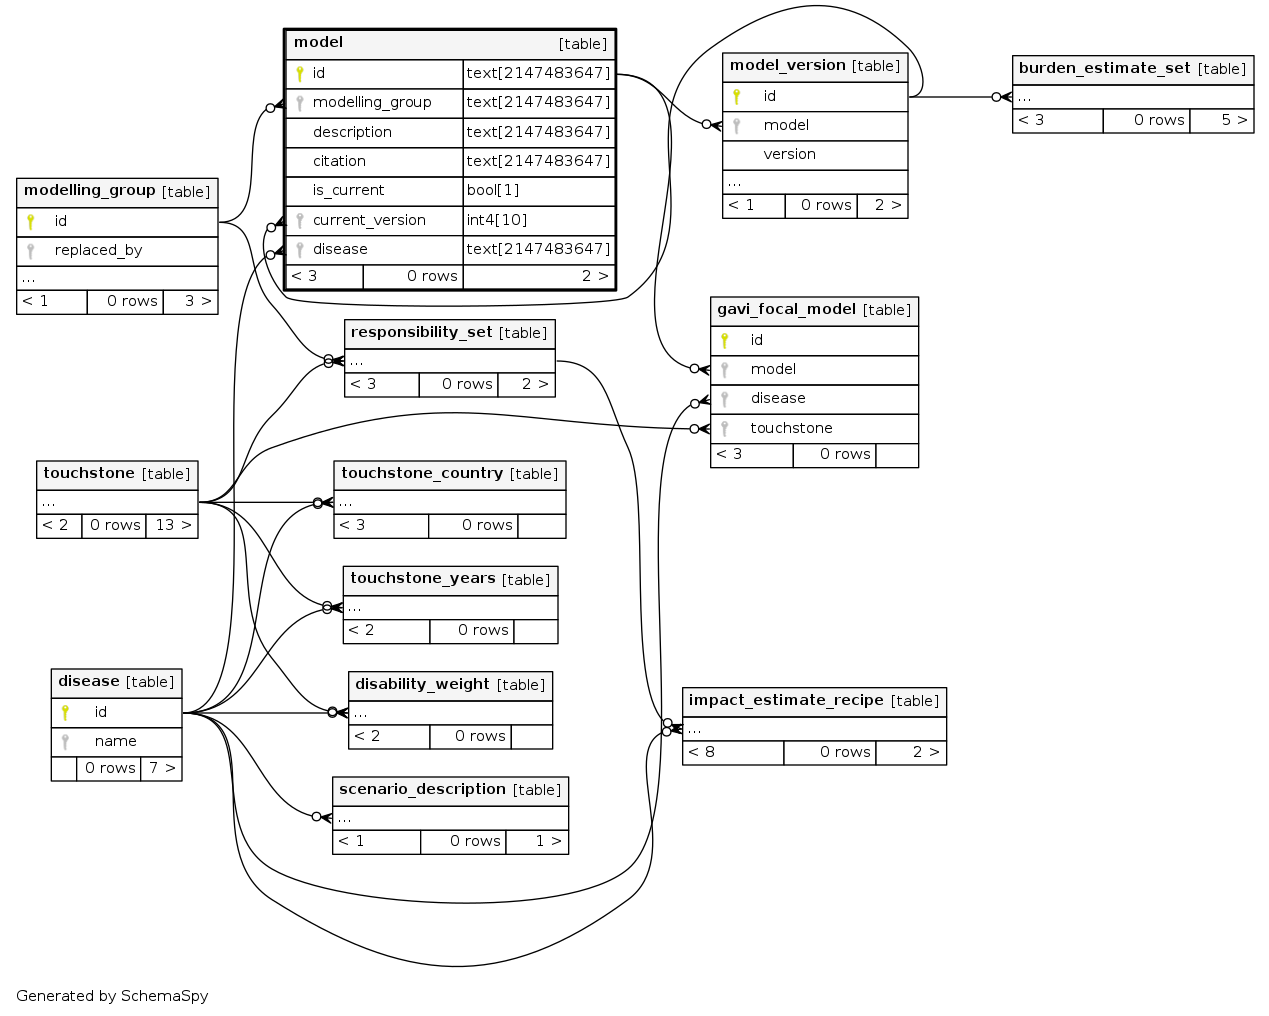 model [table]
id text[2147483647]
modelling_group text[2147483647]
description text[2147483647]
citation text[2147483647]
is_current bool[1]
current_version int4[10]
disease text[2147483647]
< 3 0 rows 2 >
model_version [table]
id
model
version
...
< 1 0 rows 2 >
burden_estimate_set [table]
...
< 3 0 rows 5 >
modelling_group [table]
id
replaced_by
...
< 1 0 rows 3 >
responsibility_set [table]
...
< 3 0 rows 2 >
gavi_focal_model [table]
id
model
disease
touchstone
< 3 0 rows
touchstone [table]
...
< 2 0 rows 13 >
touchstone_country [table]
...
< 3 0 rows
touchstone_years [table]
...
< 2 0 rows
disease [table]
id
name
0 rows 7 >
disability_weight [table]
...
< 2 0 rows
impact_estimate_recipe [table]
...
< 8 0 rows 2 >
scenario_description [table]
...
< 1 0 rows 1 >
Generated by SchemaSpy